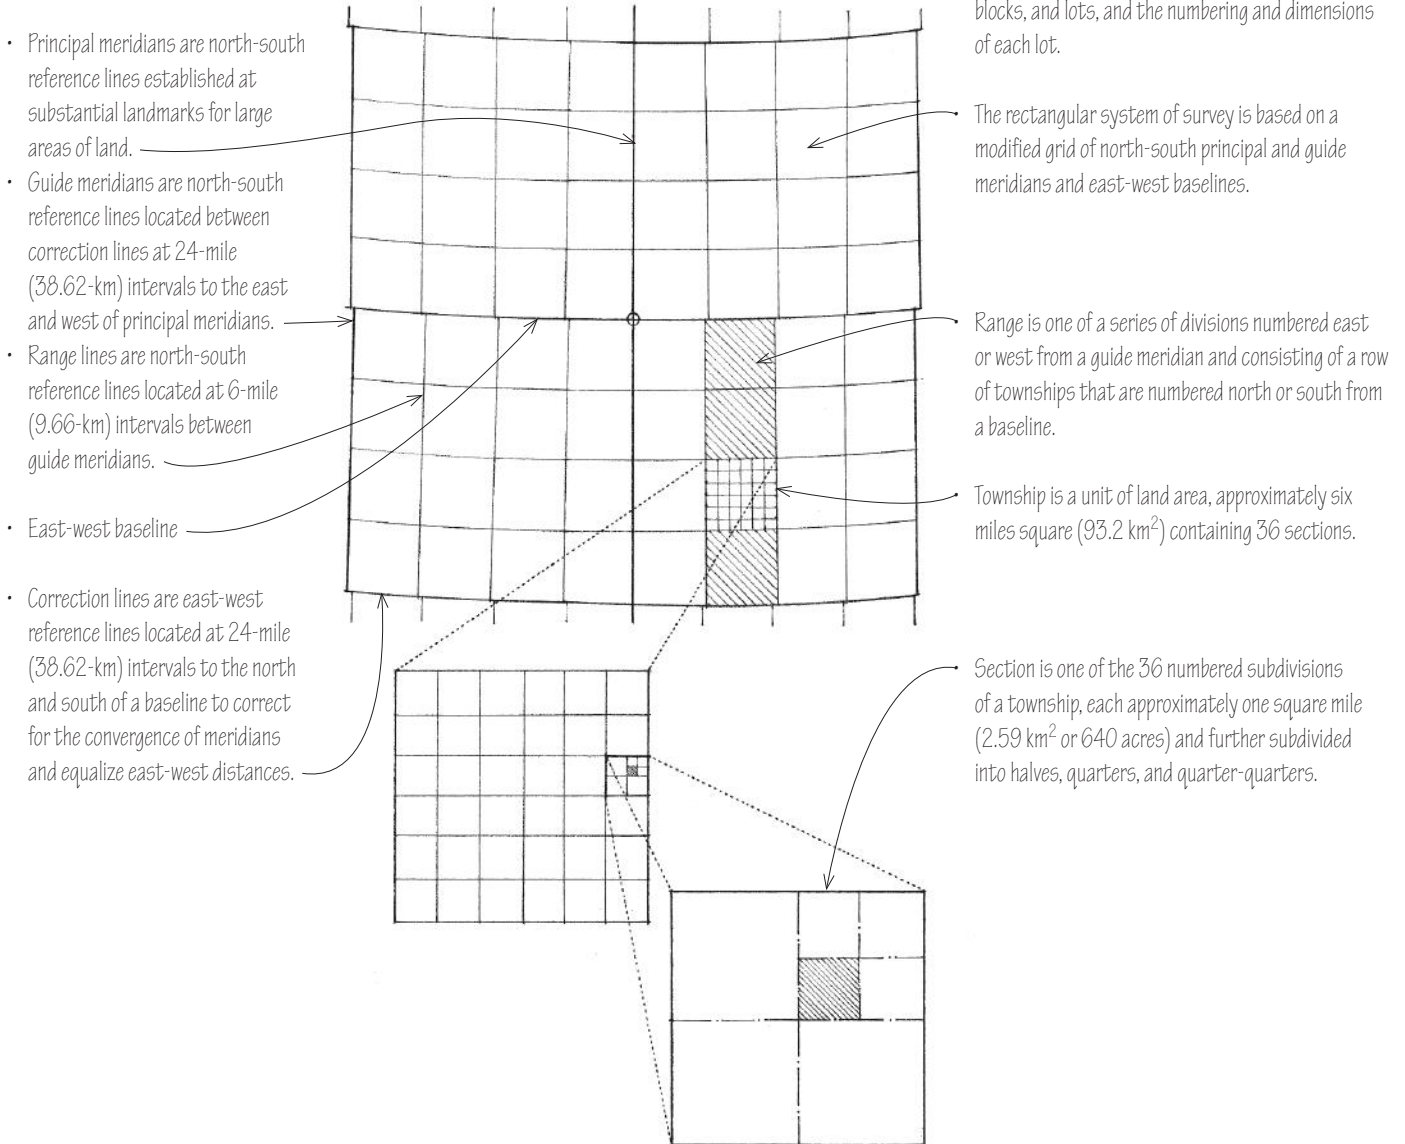 • Principal meridians are north-south
reference lines established at
substantial landmarks for large
areas of land.
• Guide meridians are north-south
reference lines located between
correction lines at 24-mile
(38.62-km) intervals to the east
and west of principal meridians.
• Range lines are north-south
reference lines located at 6-mile
(9.66-km) intervals between
guide meridians.
• East-west baseline
• Correction lines are east-west
reference lines located at 24-mile
(38.62-km) intervals to the north
and south of a baseline to correct
for the convergence of meridians
and equalize east-west distances.
blocks, and lots, and the numbering and dimensions
of each lot.
• The rectangular system of survey is based on a
modified grid of north-south principal and guide
meridians and east-west baselines.
• Range is one of a series of divisions numbered east
or west from a guide meridian and consisting of a row
of townships that are numbered north or south from
a baseline.
• Township is a unit of land area, approximately six
miles square (93.2 km²) containing 36 sections.
• Section is one of the 36 numbered subdivisions
of a township, each approximately one square mile
(2.59 km² or 640 acres) and further subdivided
into halves, quarters, and quarter-quarters.